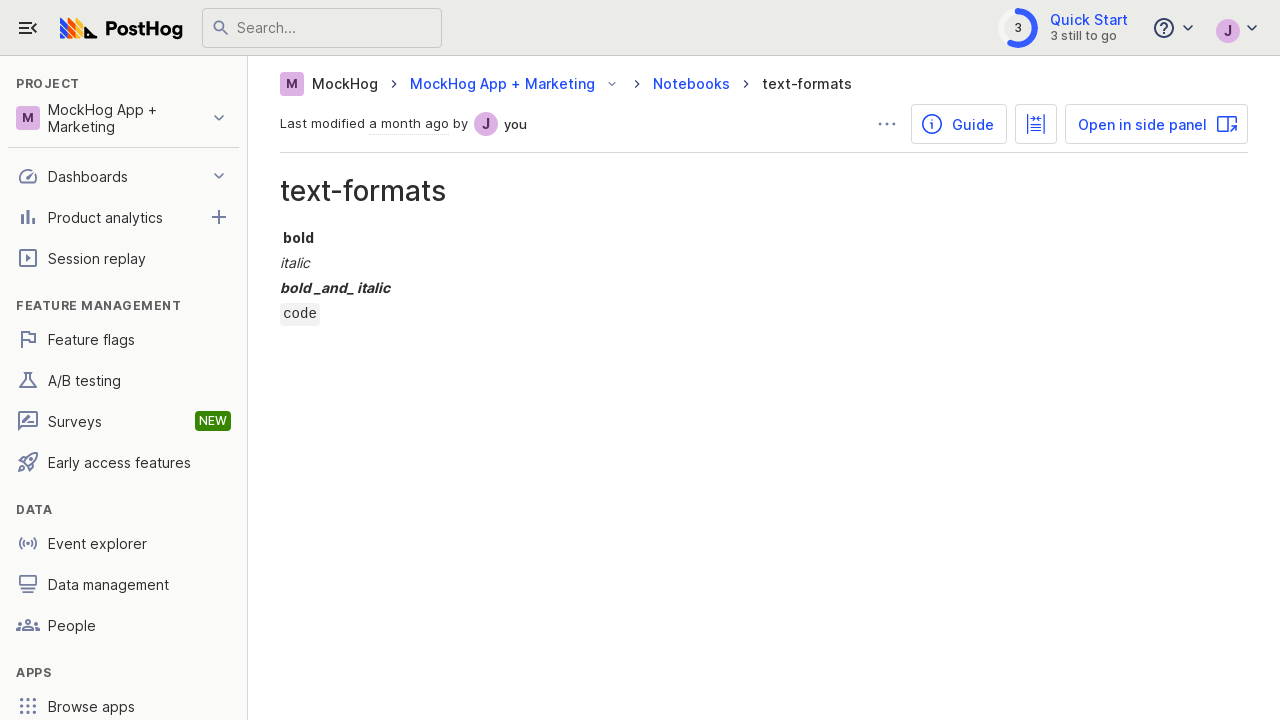 PostHog
Search...
3
Quick Start
3 still to go
J
PROJECT
M
MockHog App +
Marketing
Dashboards
Product analytics
Session replay
FEATURE MANAGEMENT
Feature flags
A/B testing
Surveys
NEW
Early access features
DATA
Event explorer
Data management
People
APPS
Browse apps
M MockHog > MockHog App + Marketing > Notebooks > text-formats
Last modified a month ago by J you
Guide
Open in side panel
text-formats
bold
italic
bold _and_ italic
code